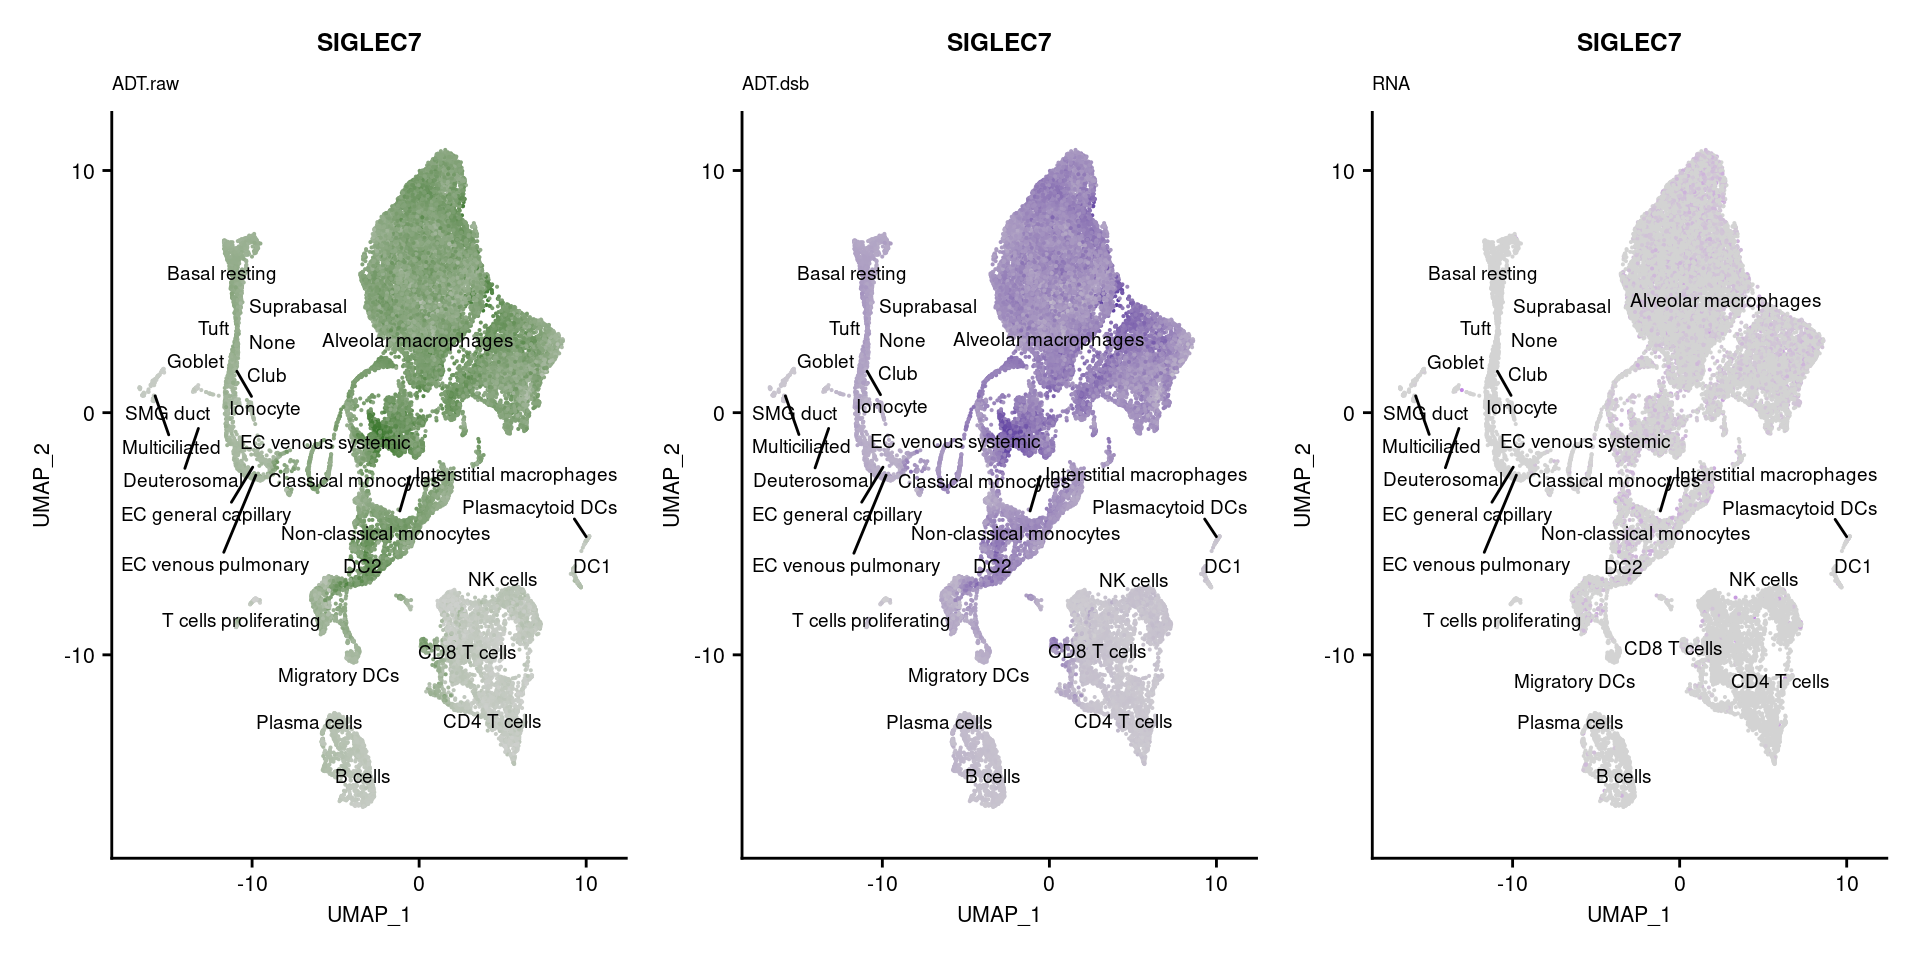 SIGLEC7
ADT.raw
10
0
-10
UMAP_2
Basal resting
Suprabasal
Tuft
None
Alveolar macrophages
Goblet
Club
SMG duct
Ionocyte
Multiciliated
EC venous systemic
Deuterosomal
Classical monocytes
Interstitial macrophages
EC general capillary
Plasmacytoid DCs
Non-classical monocytes
EC venous pulmonary
DC2
DC1
NK cells
T cells proliferating
CD8 T cells
Migratory DCs
Plasma cells
CD4 T cells
B cells
-10
0
10
UMAP_1
SIGLEC7
ADT.dsb
10
0
-10
UMAP_2
Basal resting
Suprabasal
Tuft
None
Alveolar macrophages
Goblet
Club
SMG duct
Ionocyte
Multiciliated
EC venous systemic
Deuterosomal
Classical monocytes
Interstitial macrophages
EC general capillary
Plasmacytoid DCs
Non-classical monocytes
EC venous pulmonary
DC2
DC1
NK cells
T cells proliferating
CD8 T cells
Migratory DCs
Plasma cells
CD4 T cells
B cells
-10
0
10
UMAP_1
SIGLEC7
RNA
10
0
-10
UMAP_2
Basal resting
Alveolar macrophages
Suprabasal
Tuft
None
Goblet
Club
SMG duct
Ionocyte
Multiciliated
EC venous systemic
Deuterosomal
Classical monocytes
Interstitial macrophages
EC general capillary
Plasmacytoid DCs
Non-classical monocytes
EC venous pulmonary
DC2
DC1
NK cells
T cells proliferating
CD8 T cells
Migratory DCs
CD4 T cells
Plasma cells
B cells
-10
0
10
UMAP_1